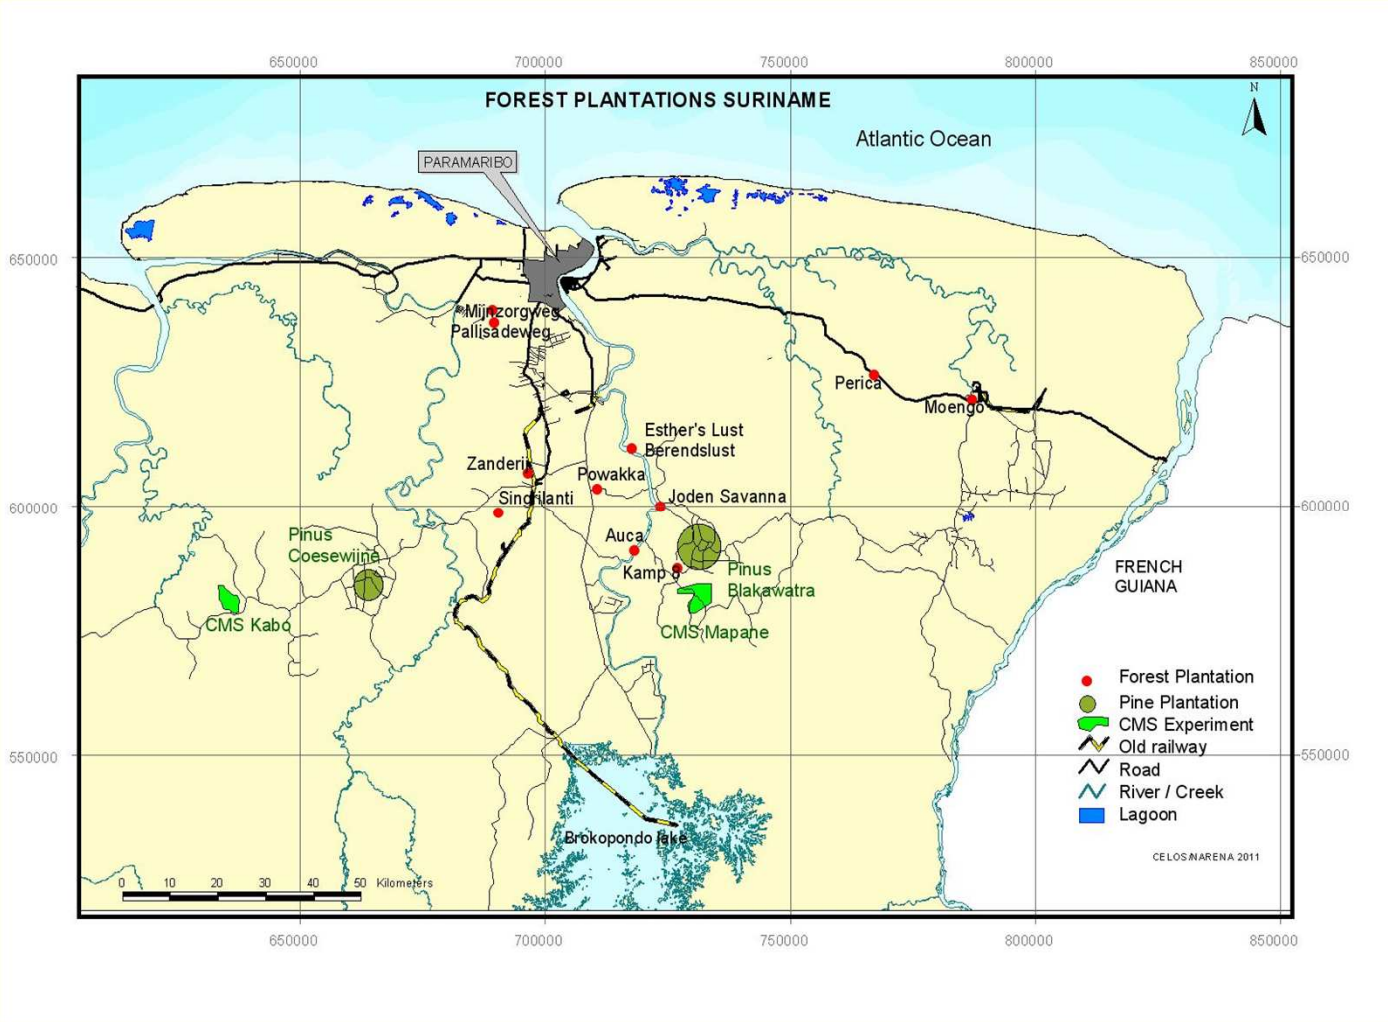 650000 700000 750000 800000 850000
FOREST PLANTATIONS SURINAME
N
Atlantic Ocean
PARAMARIBO
650000 650000
Mijnzorgweg
Pallisadeweg
Perica
Moengo
Esther's Lust
Berendslust
Zanderij
Powakka
Singrilanti
Joden Savanna
600000 600000
Pinus
Coesewijne
Auca
Kamp 8
Pinus
Blakawatra
FRENCH
GUIANA
CMS Kabo
CMS Mapane
Forest Plantation
Pine Plantation
CMS Experiment
Old railway
Road
River / Creek
Lagoon
550000 550000
Brokopondo lake
CELOS/NARENA 2011
0 10 20 30 40 50 Kilometers
650000 700000 750000 800000 850000